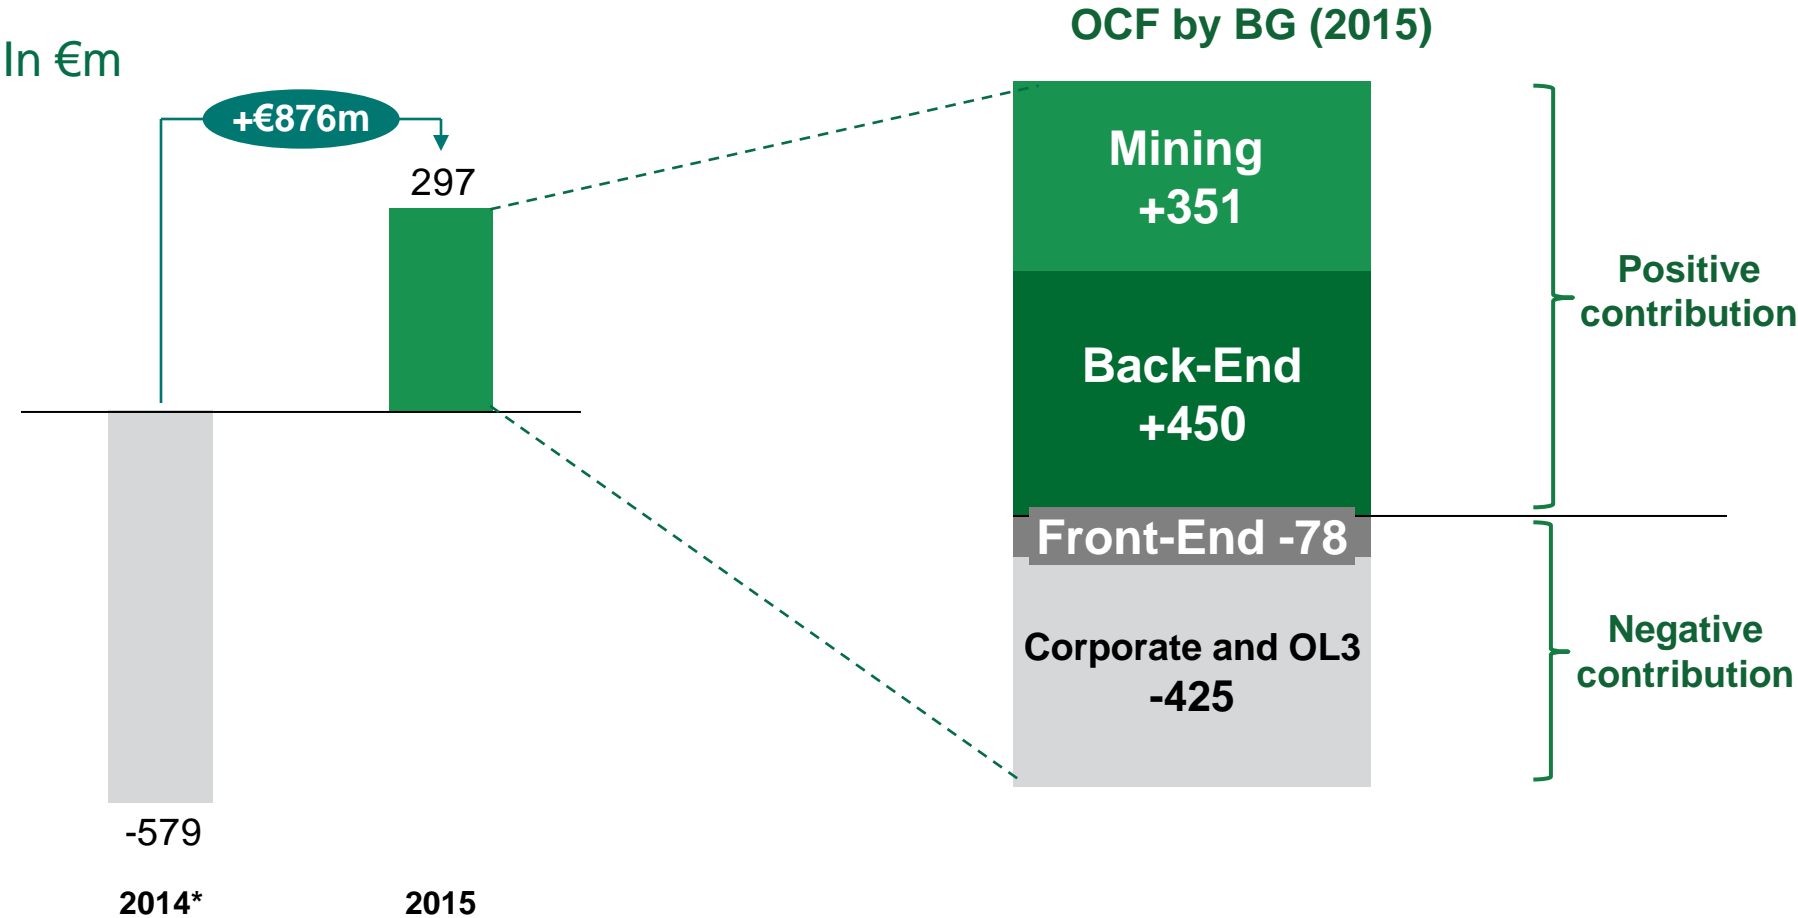 In €m
+€876m
297
-579
2014*
2015
OCF by BG (2015)
Mining
+351
Back-End
+450
Front-End -78
Corporate and OL3
-425
Positive
contribution
Negative
contribution